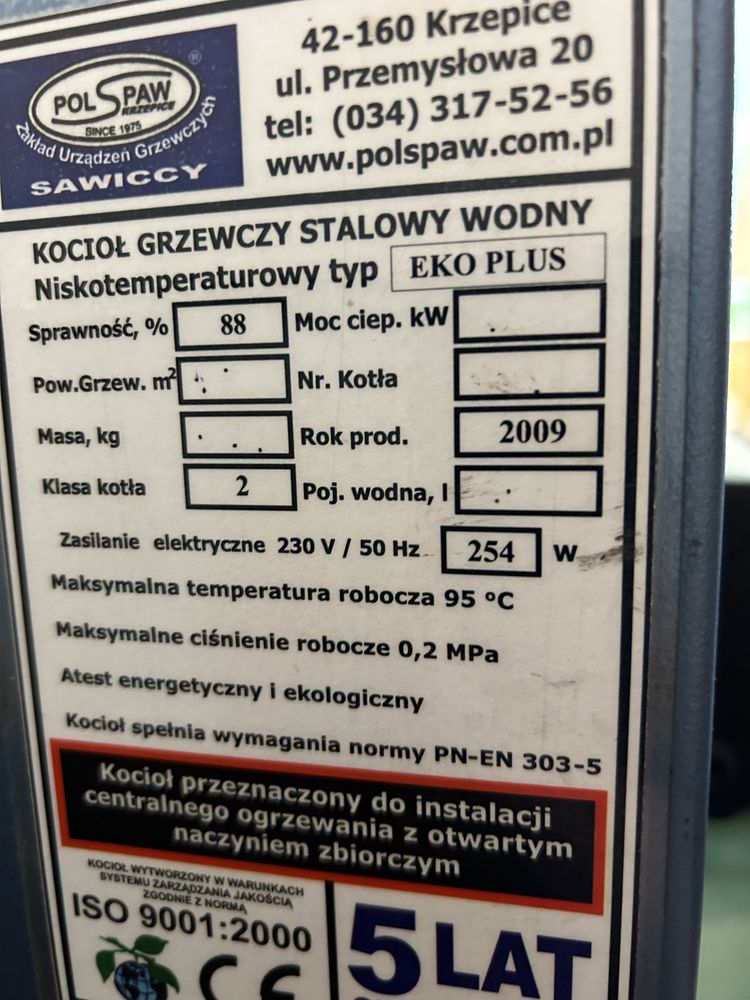 POLSPAW
KRZEPICE
SINCE 1975
Zakład Urządzeń Grzewczych
SAWICCY
®
42-160 Krzepice
ul. Przemysłowa 20
tel: (034) 317-52-56
www.polspaw.com.pl
KOCIOŁ GRZEWCZY STALOWY WODNY
Niskotemperaturowy typ EKO PLUS
Sprawność, % 88 Moc ciep. kW
Pow.Grzew. m² Nr. Kotła
Masa, kg Rok prod. 2009
Klasa kotła 2 Poj. wodna, l
Zasilanie elektryczne 230 V / 50 Hz 254 W
Maksymalna temperatura robocza 95 °C
Maksymalne ciśnienie robocze 0,2 MPa
Atest energetyczny i ekologiczny
Kocioł spełnia wymagania normy PN-EN 303-5
Kocioł przeznaczony do instalacji
centralnego ogrzewania z otwartym
naczyniem zbiorczym
KOCIOŁ WYTWORZONY W WARUNKACH
SYSTEMU ZARZĄDZANIA JAKOŚCIĄ
ZGODNIE Z NORMĄ
ISO 9001:2000
CE
5 LAT